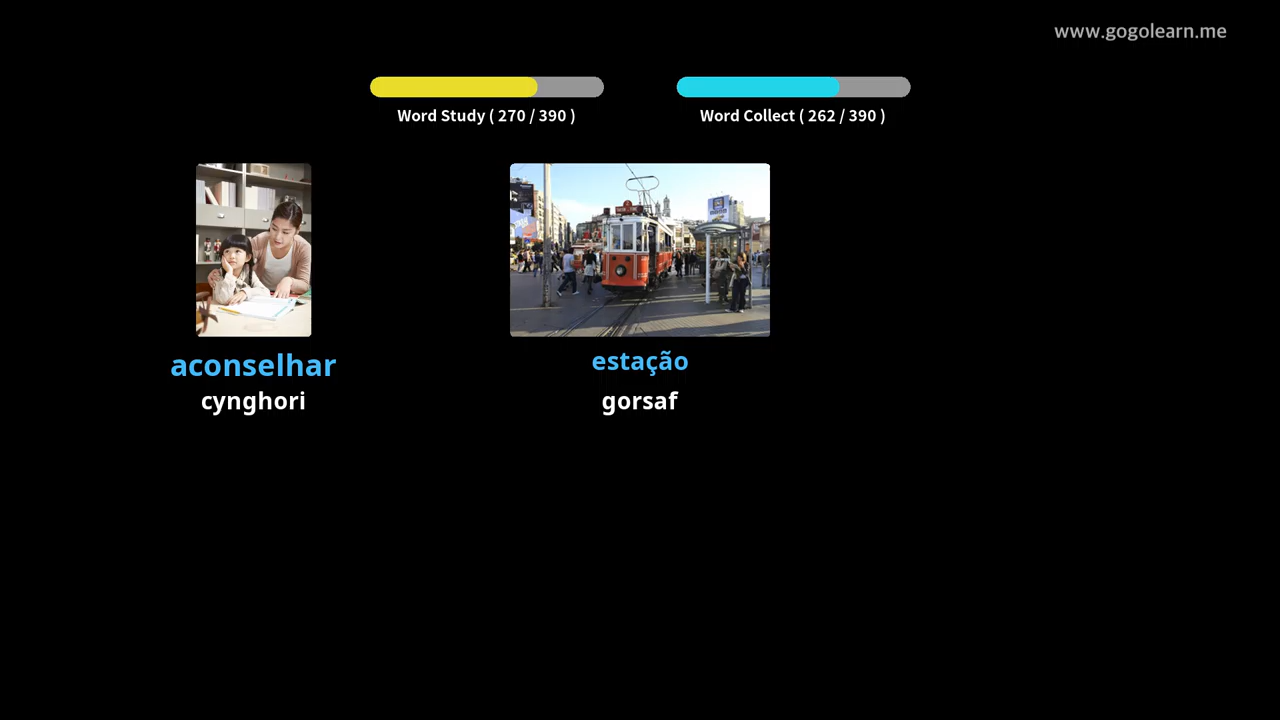 www.gogolearn.me
Word Study ( 270 / 390 )
Word Collect ( 262 / 390 )
aconselhar
cynghori
estação
gorsaf